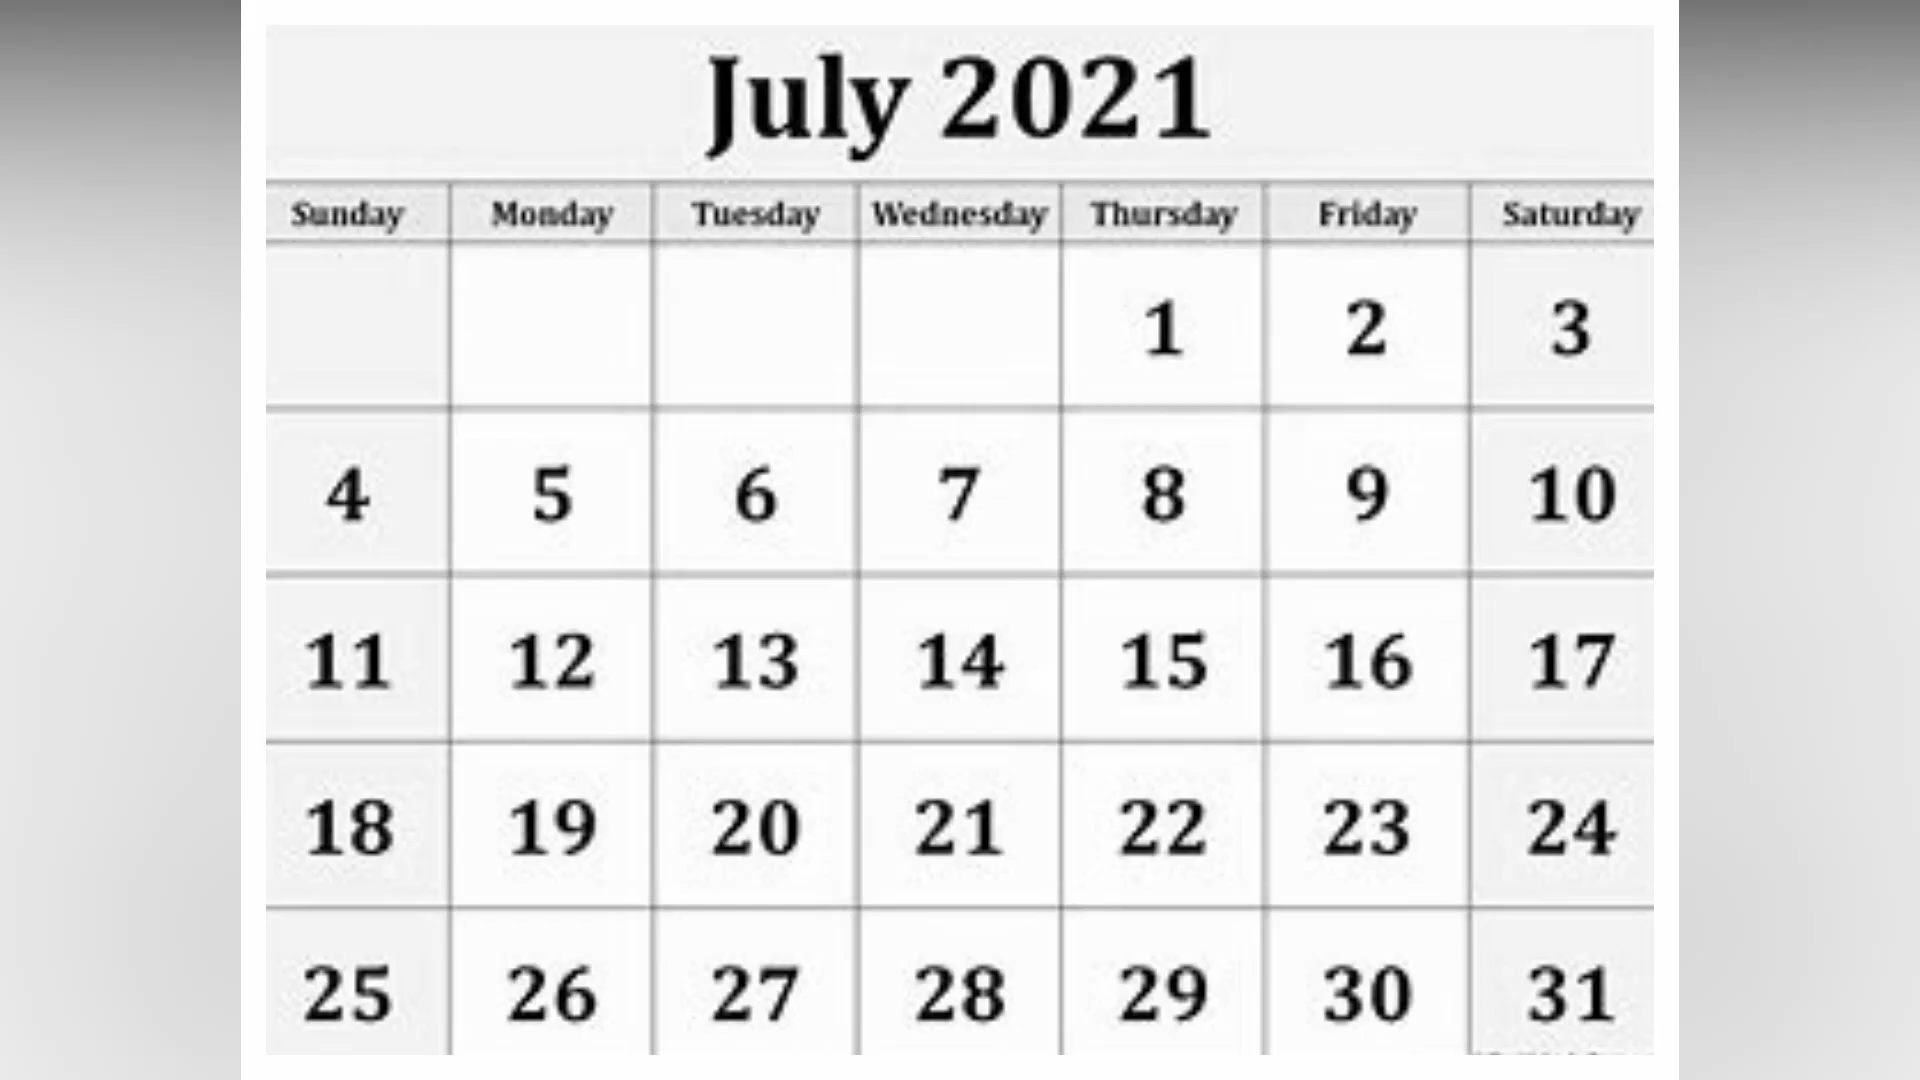 July 2021
Sunday Monday Tuesday Wednesday Thursday Friday Saturday
1 2 3
4 5 6 7 8 9 10
11 12 13 14 15 16 17
18 19 20 21 22 23 24
25 26 27 28 29 30 31